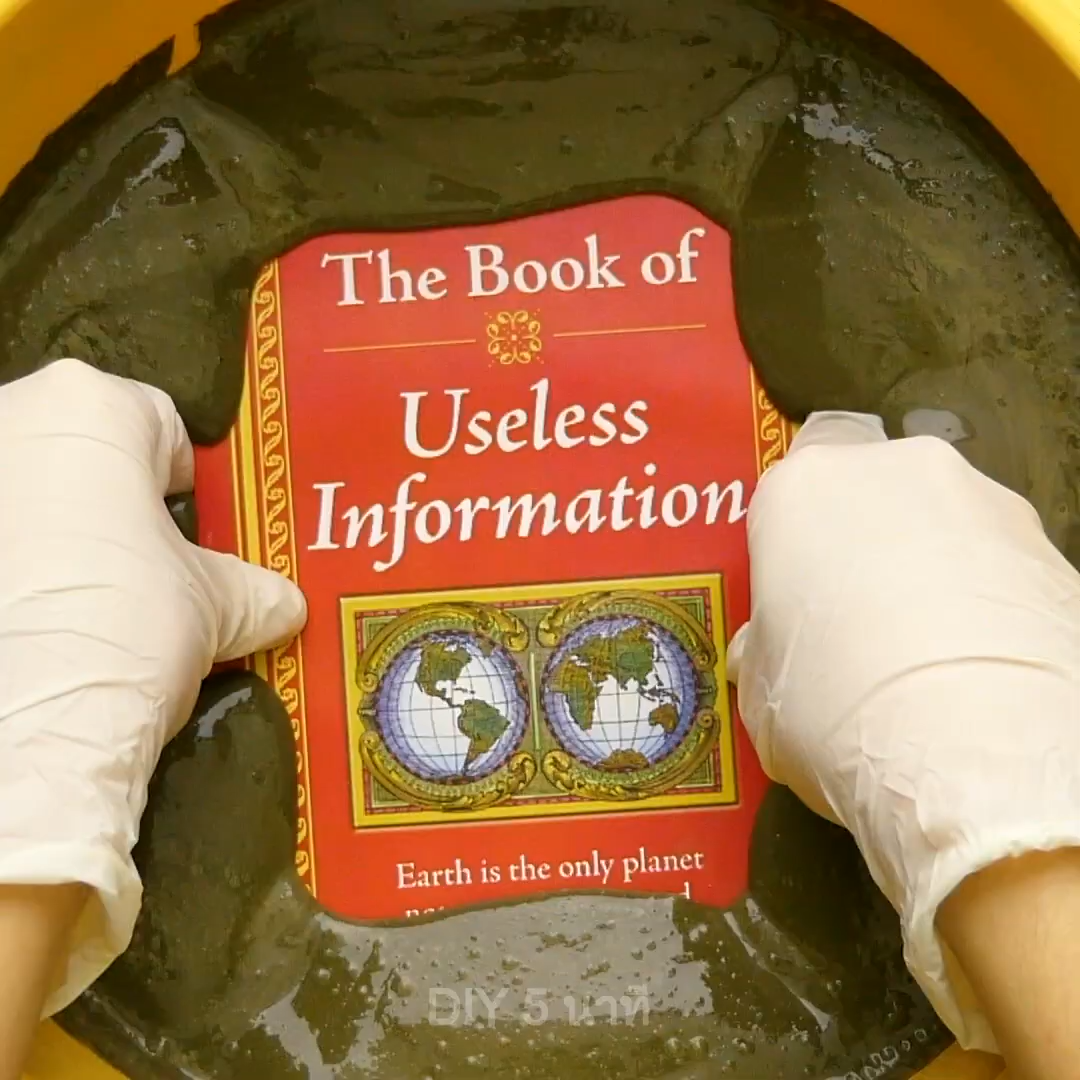 The Book of
Useless
Information
Earth is the only planet
DIY 5 นาที